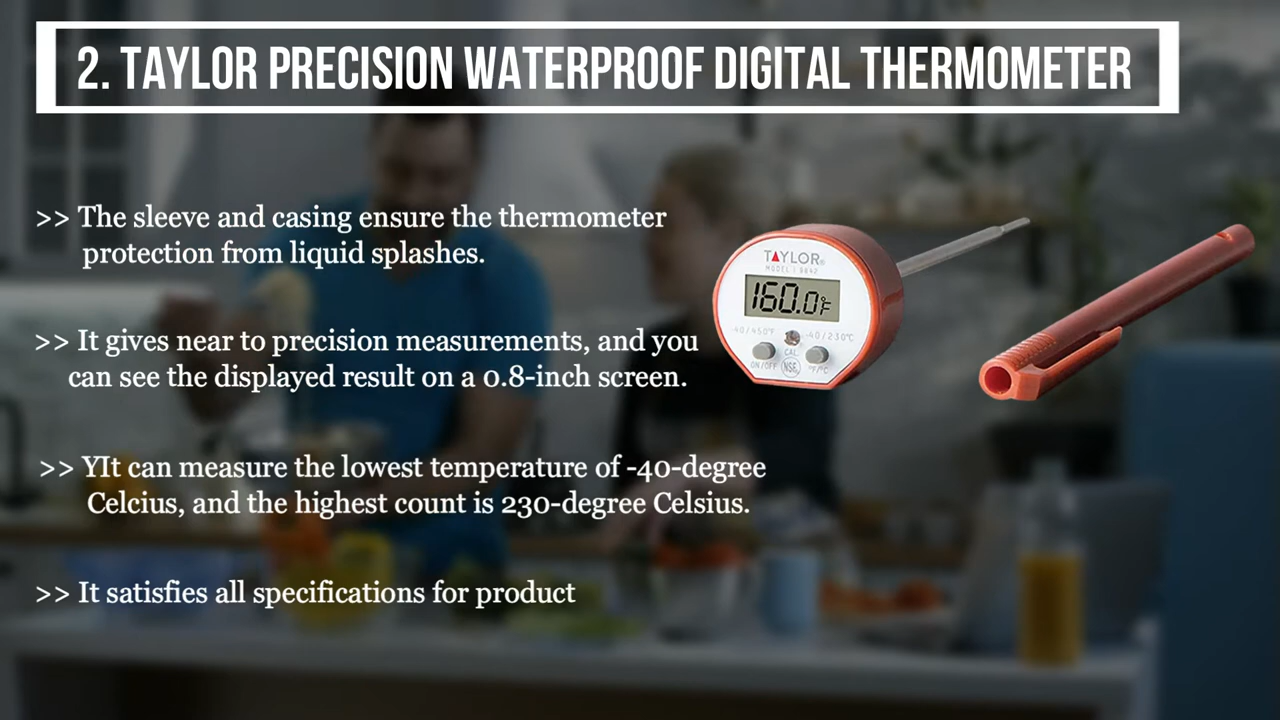 2. TAYLOR PRECISION WATERPROOF DIGITAL THERMOMETER
>> The sleeve and casing ensure the thermometer
protection from liquid splashes.
>> It gives near to precision measurements, and you
can see the displayed result on a 0.8-inch screen.
>> YIt can measure the lowest temperature of -40-degree
Celcius, and the highest count is 230-degree Celsius.
>> It satisfies all specifications for product
TAYLOR®
MODEL: 9842
160.0°F
-40/450°F -40/230°C
CAL.
ON/OFF NSF °F/°C